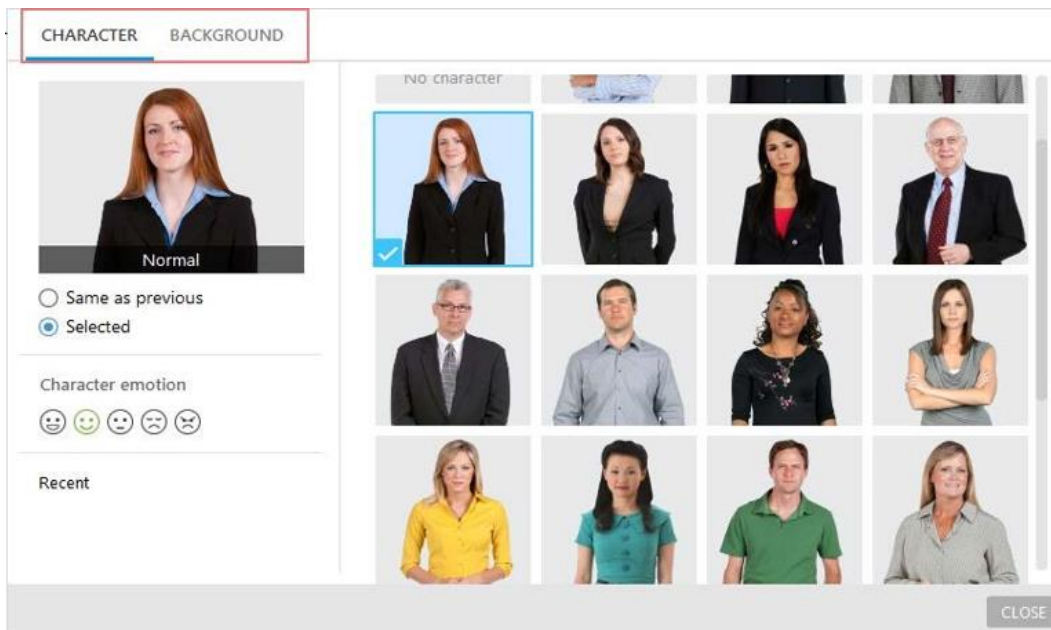 CHARACTER BACKGROUND
No character
Normal
Same as previous
Selected
Character emotion
Recent
CLOSE